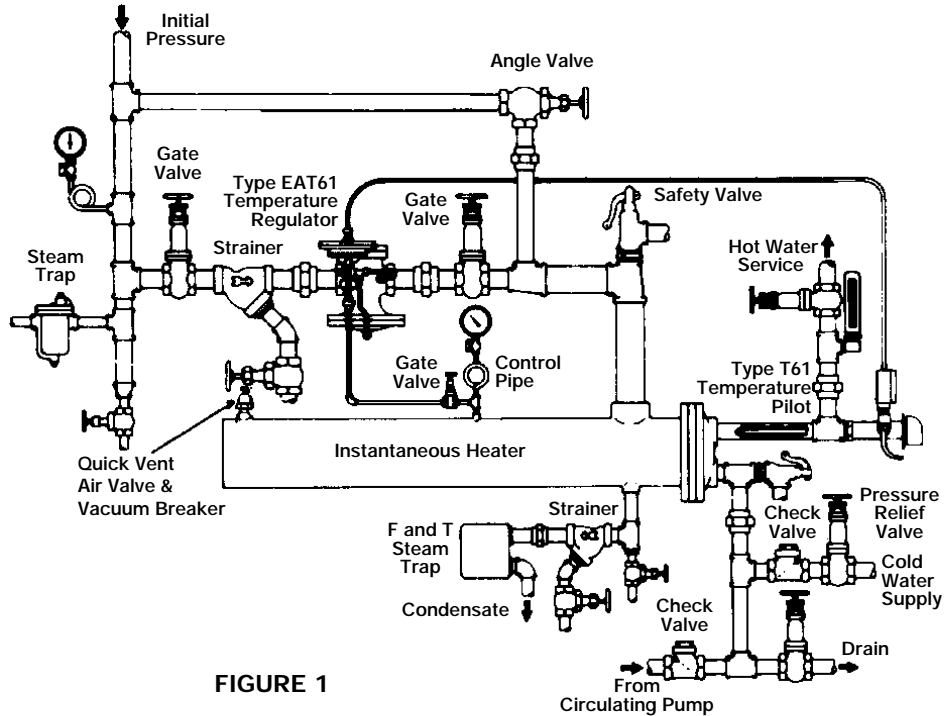 Initial
Pressure
Angle Valve
Gate
Valve
Type EAT61
Temperature
Regulator
Gate
Valve
Safety Valve
Strainer
Steam
Trap
Hot Water
Service
Gate
Valve
Control
Pipe
Type T61
Temperature
Pilot
Instantaneous Heater
Quick Vent
Air Valve &
Vacuum Breaker
F and T
Steam
Trap
Strainer
Check
Valve
Pressure
Relief
Valve
Cold
Water
Supply
Condensate
Check
Valve
Drain
From
Circulating Pump
FIGURE 1